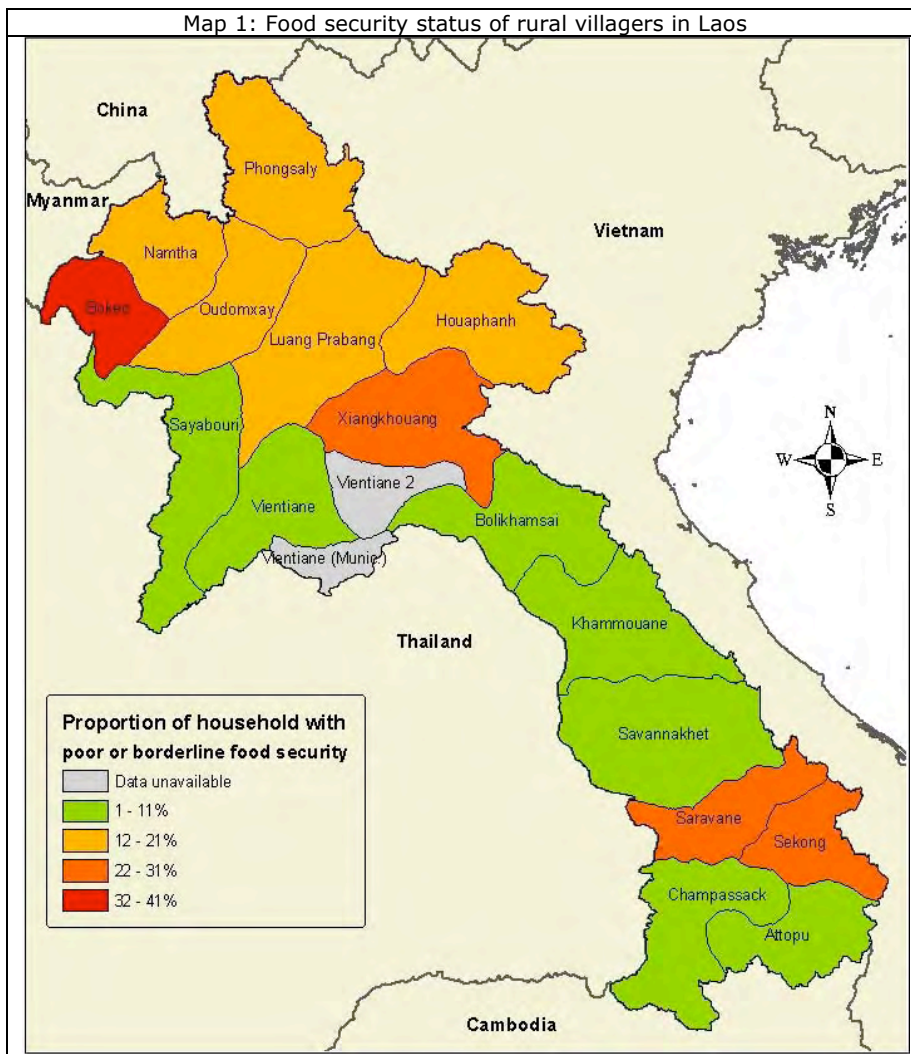 Map 1: Food security status of rural villagers in Laos
China
Phongsaly
Myanmar
Vietnam
Namtha
Bokeo
Oudomxay
Houaphanh
Luang Prabang
Xiangkhouang
Sayabouri
N
W
E
S
Vientiane 2
Vientiane
Bolikhamsai
Vientiane (Munic.)
Khammouane
Thailand
Savannakhet
Proportion of household with
poor or borderline food security
Data unavailable
1 - 11%
12 - 21%
22 - 31%
32 - 41%
Saravane
Sekong
Champassack
Attopu
Cambodia